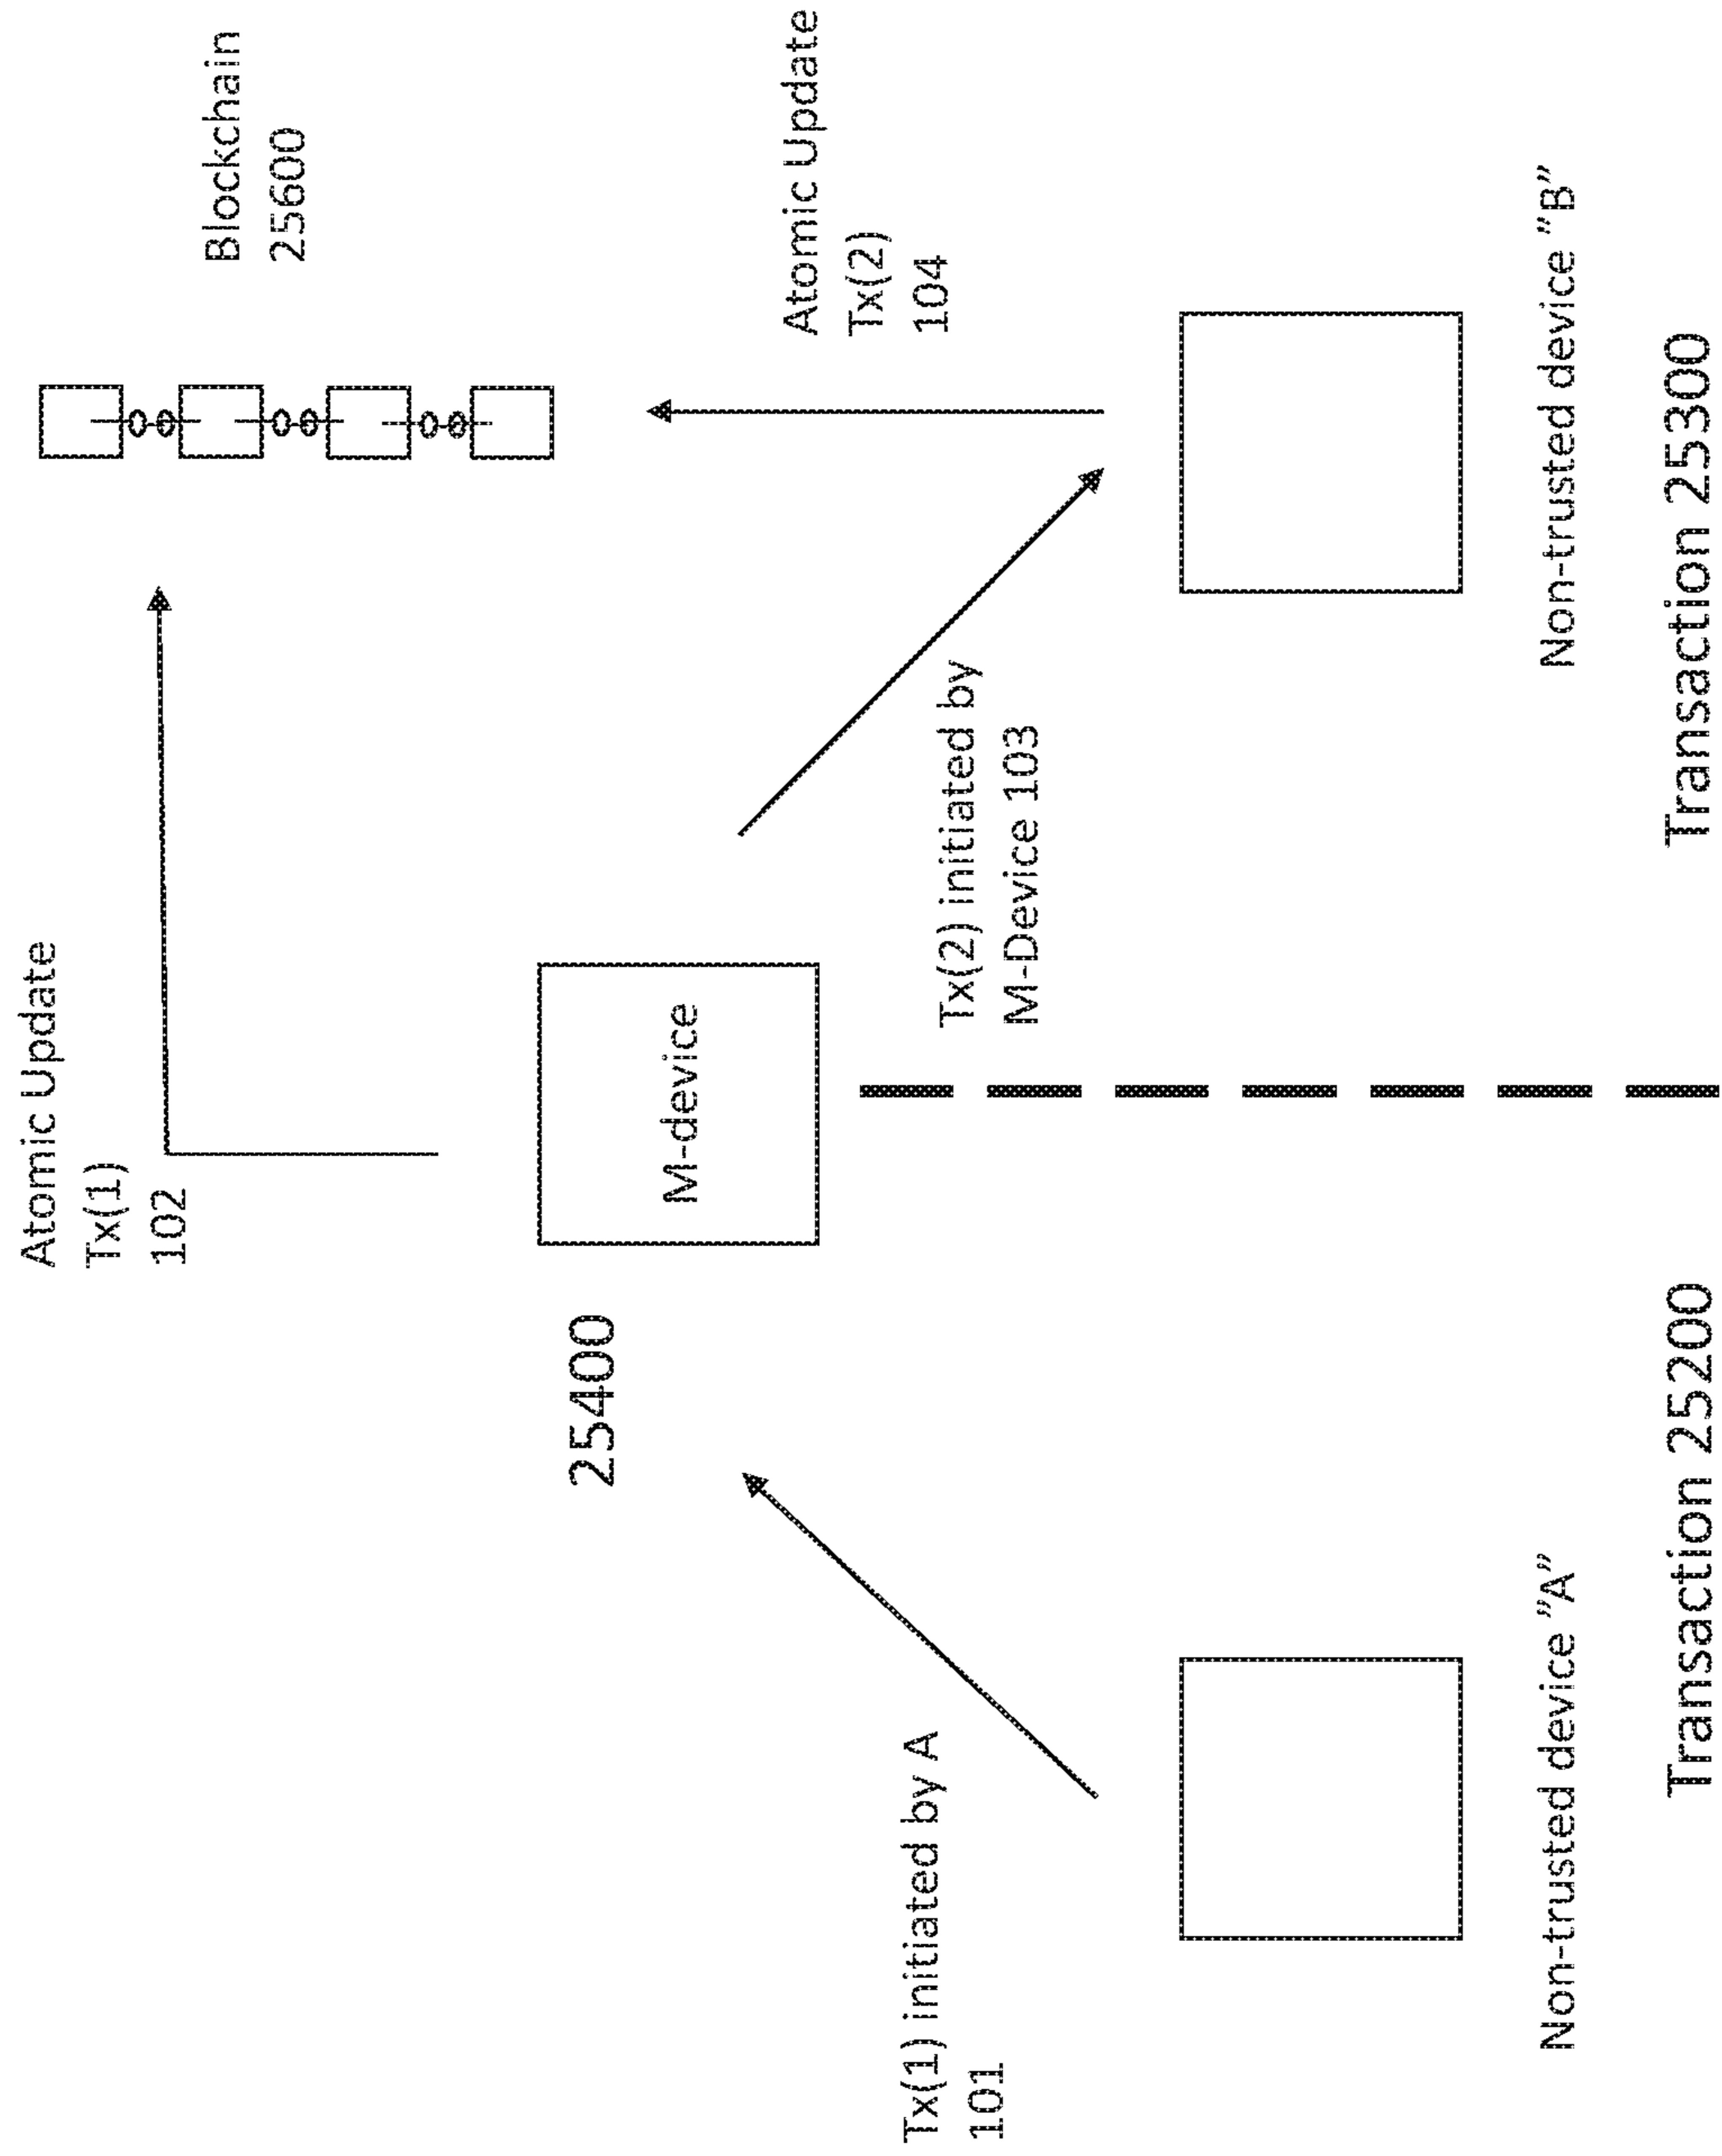 Atomic Update
Tx(1)
102
Blockchain
25600
25400
M-device
Tx(1) initiated by A
101
Tx(2) initiated by
M-Device 103
Atomic Update
Tx(2)
104
Non-trusted device ”A”
Non-trusted device ”B”
Transaction 25200
Transaction 25300